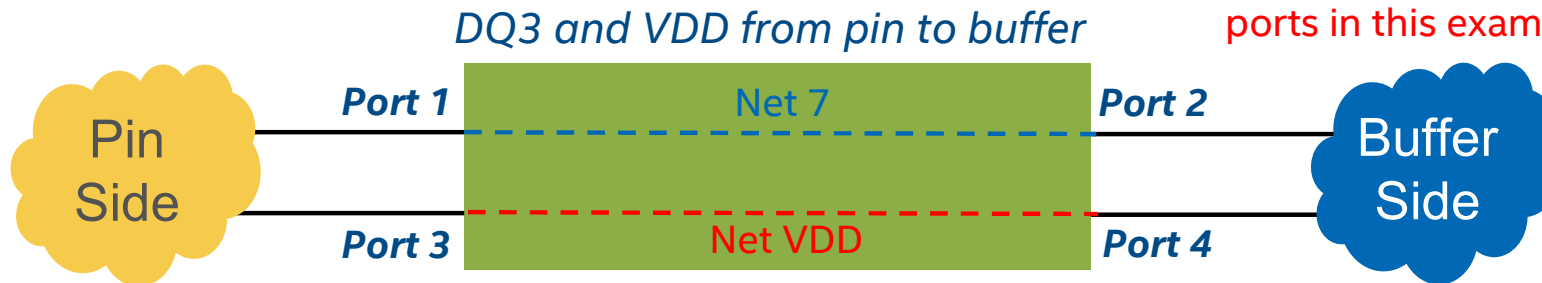 DQ3 and VDD from pin to buffer
ports in this exam
Port 1
Net 7
Port 2
Pin
Side
Buffer
Side
Port 3
Net VDD
Port 4